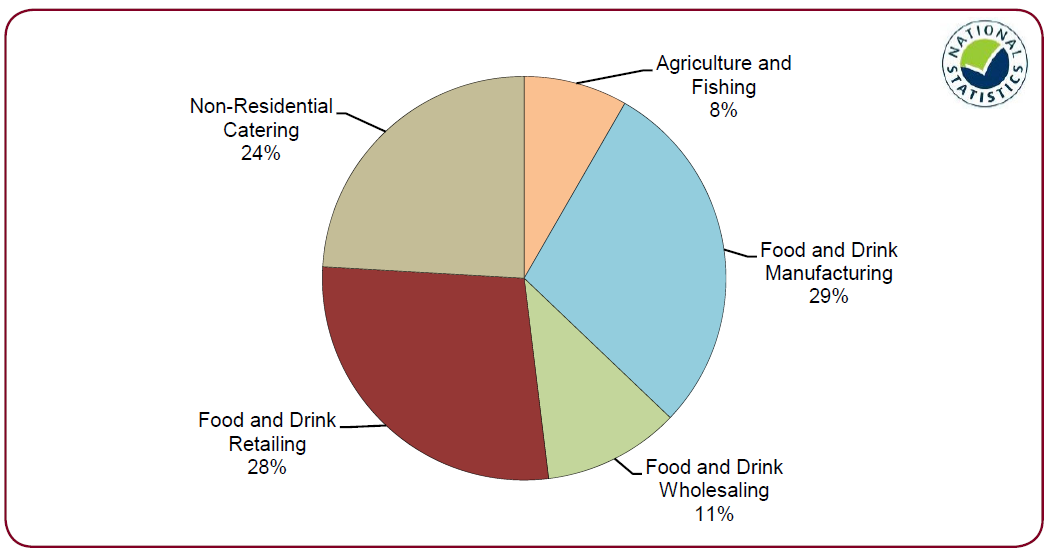 NATIONAL
STATISTICS
Agriculture and
Fishing
8%
Non-Residential
Catering
24%
Food and Drink
Manufacturing
29%
Food and Drink
Retailing
28%
Food and Drink
Wholesaling
11%